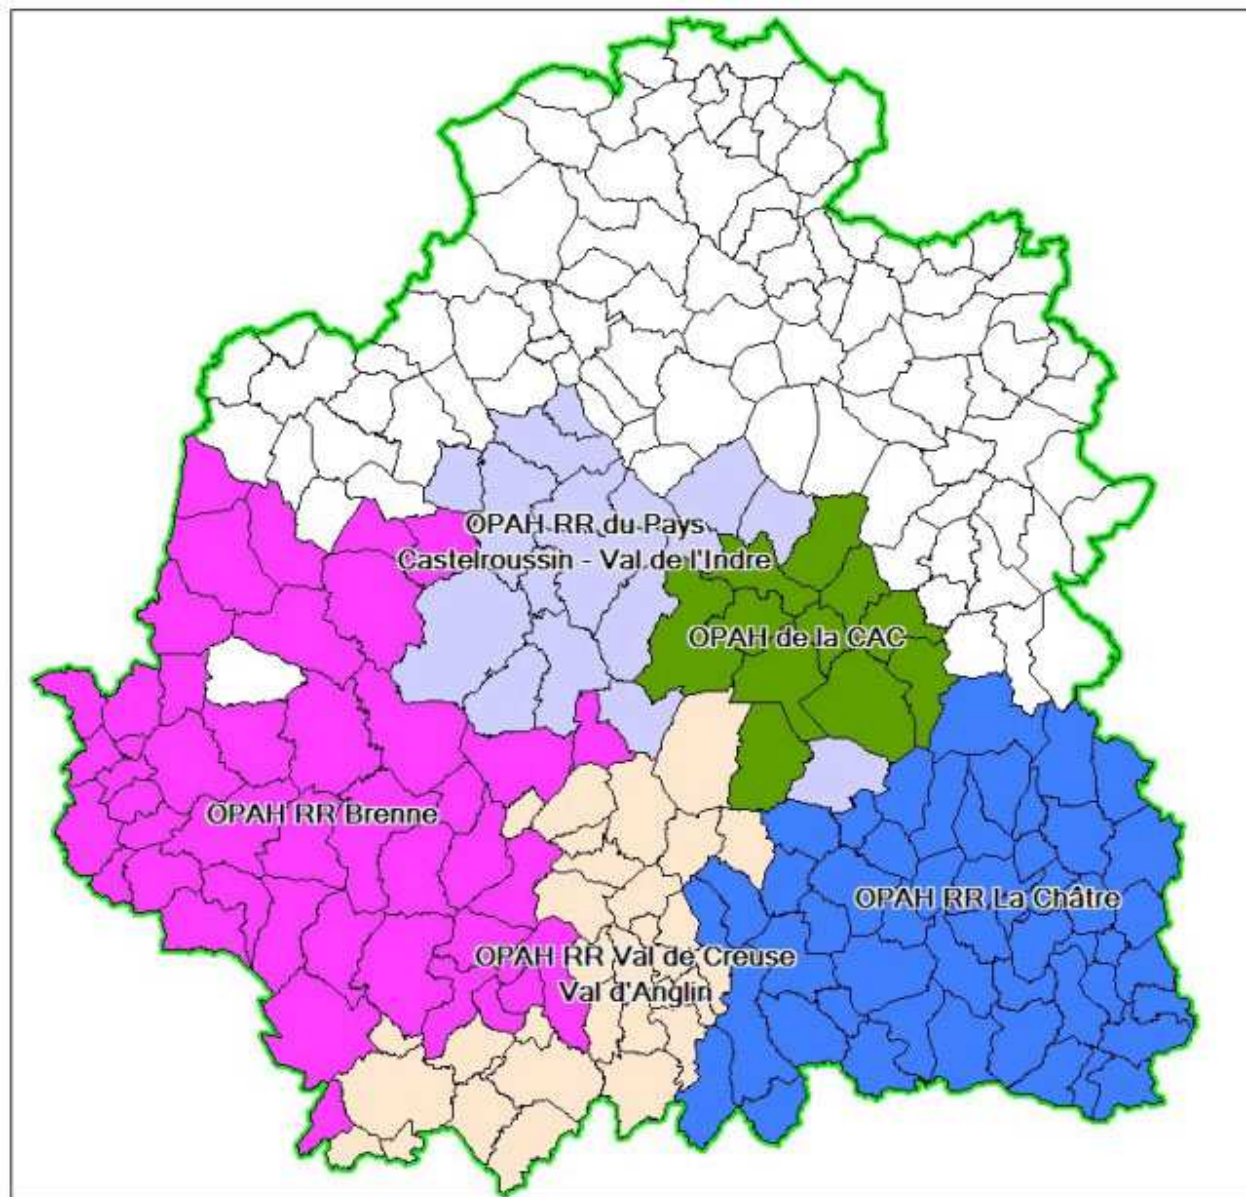 OPAH RR du Pays
Castelroussin - Val de l'Indre
OPAH de la CAC
OPAH RR Brenne
OPAH RR La Châtre
OPAH RR Val de Creuse
Val d'Anglin